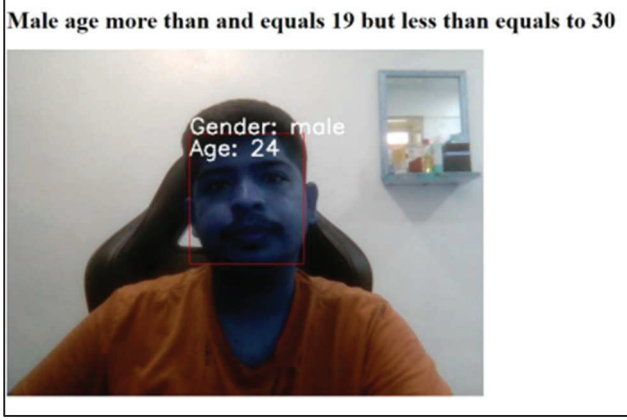 Male age more than and equals 19 but less than equals to 30
Gender: male
Age: 24